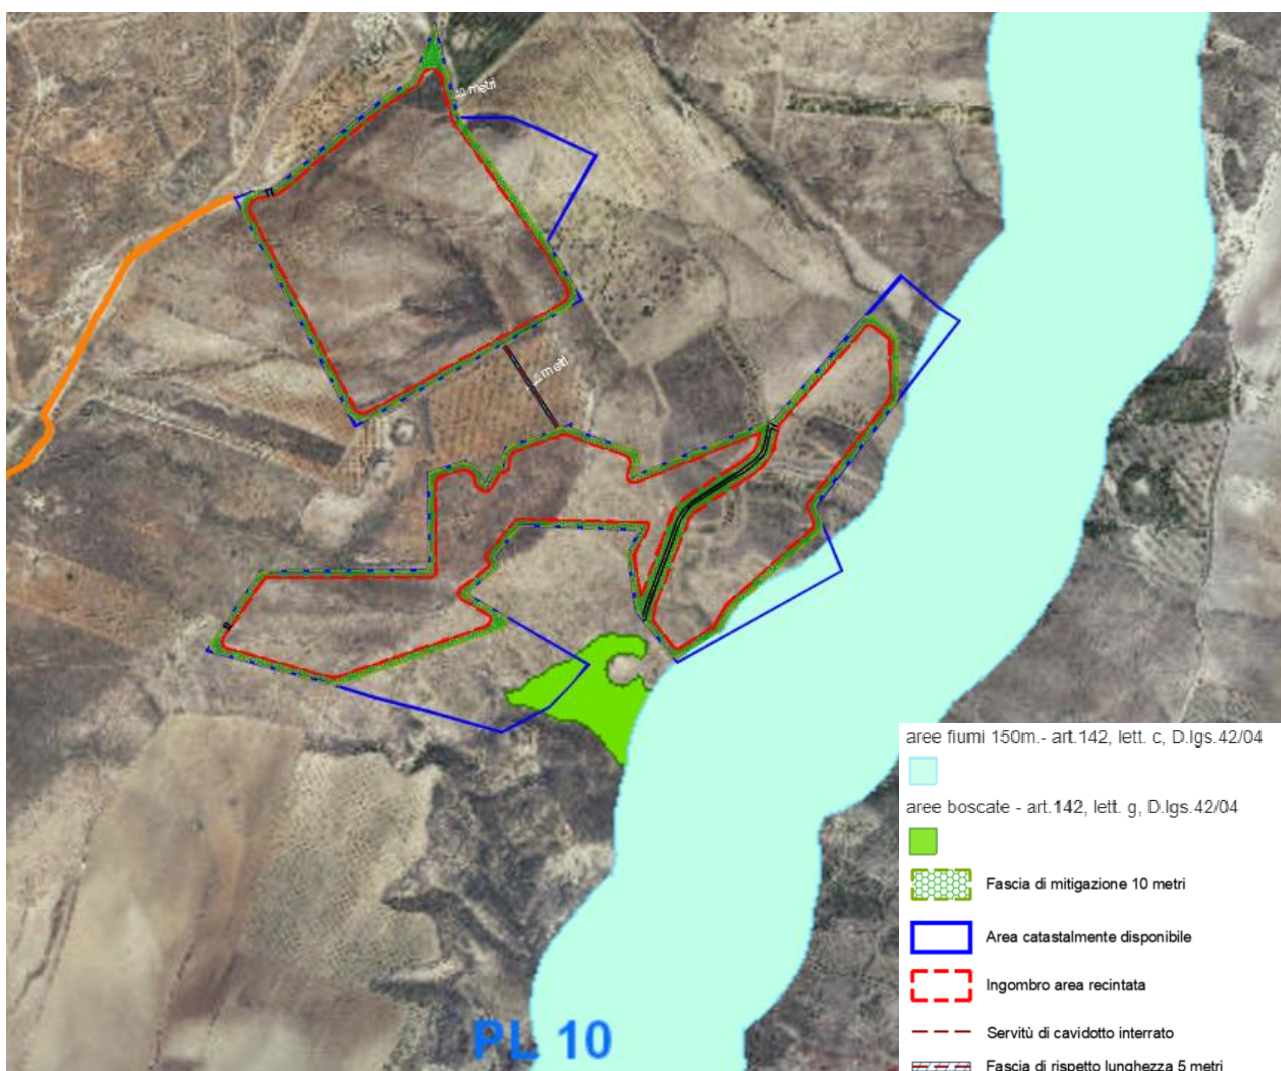 metri
metri
aree fiumi 150m.- art.142, lett. c, D.lgs.42/04
aree boscate - art.142, lett. g, D.lgs.42/04
Fascia di mitigazione 10 metri
Area catastalmente disponibile
Ingombro area recintata
Servitù di cavidotto interrato
Fascia di rispetto lunghezza 5 metri
PL 10